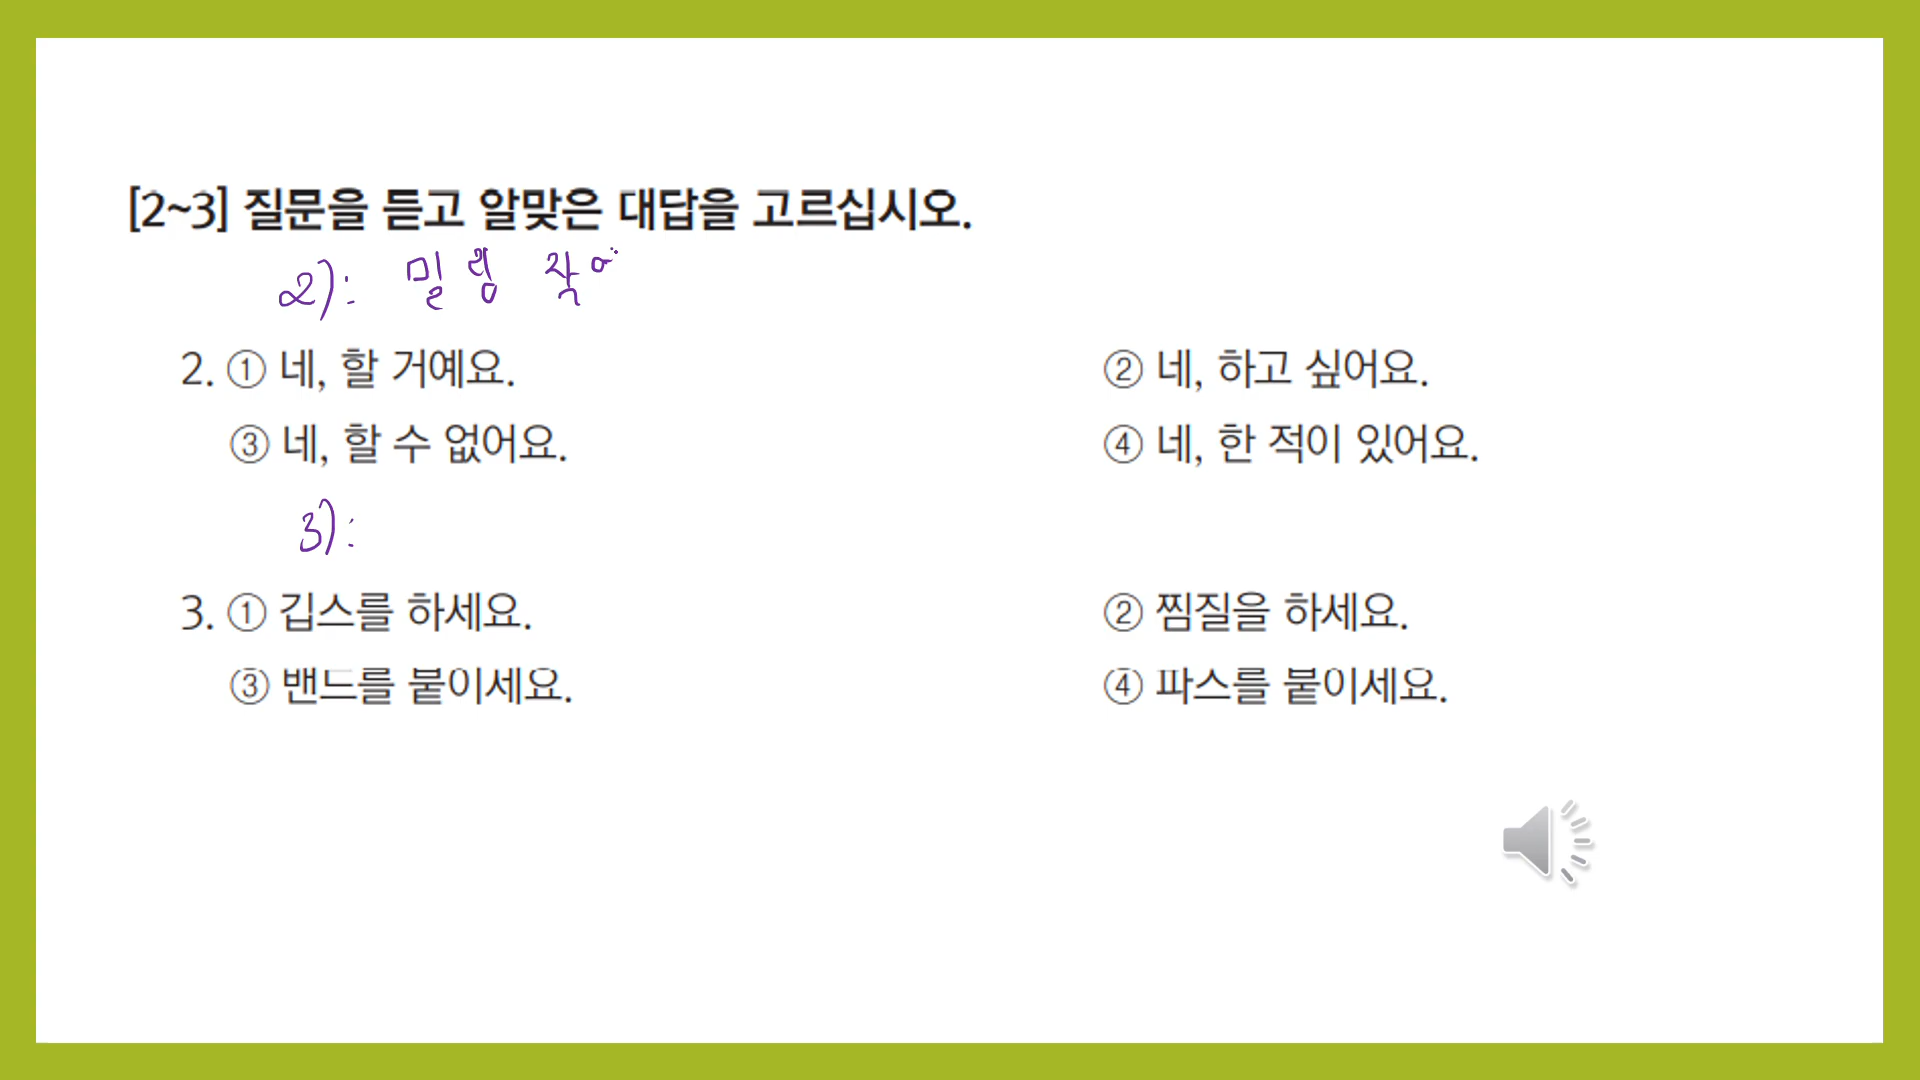 [2~3] 질문을 듣고 알맞은 대답을 고르십시오.
2): 밀링 작
2. ① 네, 할 거예요. ② 네, 하고 싶어요.
③ 네, 할 수 없어요. ④ 네, 한 적이 있어요.
3):
3. ① 깁스를 하세요. ② 찜질을 하세요.
③ 밴드를 붙이세요. ④ 파스를 붙이세요.